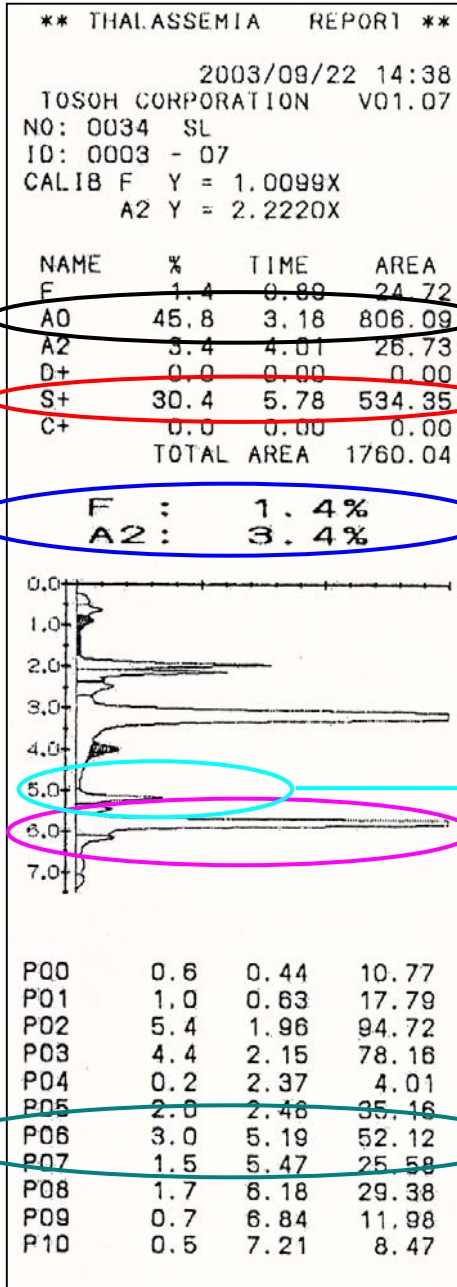 ** THALASSEMIA REPORT **
2003/09/22 14:38
TOSOH CORPORATION V01.07
NO: 0034 SL
ID: 0003 - 07
CALIB F Y = 1.0099X
A2 Y = 2.2220X
NAME % TIME AREA
F 1.4 0.89 24.72
A0 45.8 3.18 806.09
A2 3.4 4.01 26.73
D+ 0.0 0.00 0.00
S+ 30.4 5.78 534.35
C+ 0.0 0.00 0.00
TOTAL AREA 1760.04
F : 1.4%
A2 : 3.4%
0.0
1.0
2.0
3.0
4.0
5.0
6.0
7.0
P00 0.6 0.44 10.77
P01 1.0 0.63 17.79
P02 5.4 1.96 94.72
P03 4.4 2.15 78.16
P04 0.2 2.37 4.01
P05 2.0 2.48 35.16
P06 3.0 5.19 52.12
P07 1.5 5.47 25.58
P08 1.7 6.18 29.38
P09 0.7 6.84 11.98
P10 0.5 7.21 8.47